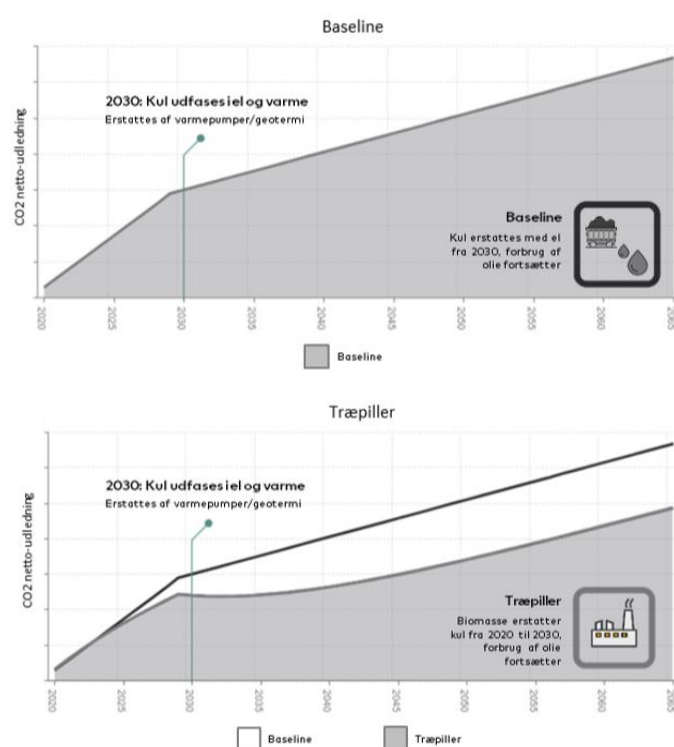 Baseline
CO2 netto-udledning
2030: Kul udfases i el og varme
Erstattes af varmepumper/geotermi
Baseline
Kul erstattes med el
fra 2030, forbrug af
olie fortsætter
2020
2025
2030
2035
2040
2045
2050
2055
2060
2065
Baseline
Træpiller
CO2 netto-udledning
2030: Kul udfases i el og varme
Erstattes af varmepumper/geotermi
Træpiller
Biomasse erstatter
kul fra 2020 til 2030,
forbrug af olie
fortsætter
2020
2025
2030
2035
2040
2045
2050
2055
2060
2065
Baseline
Træpiller